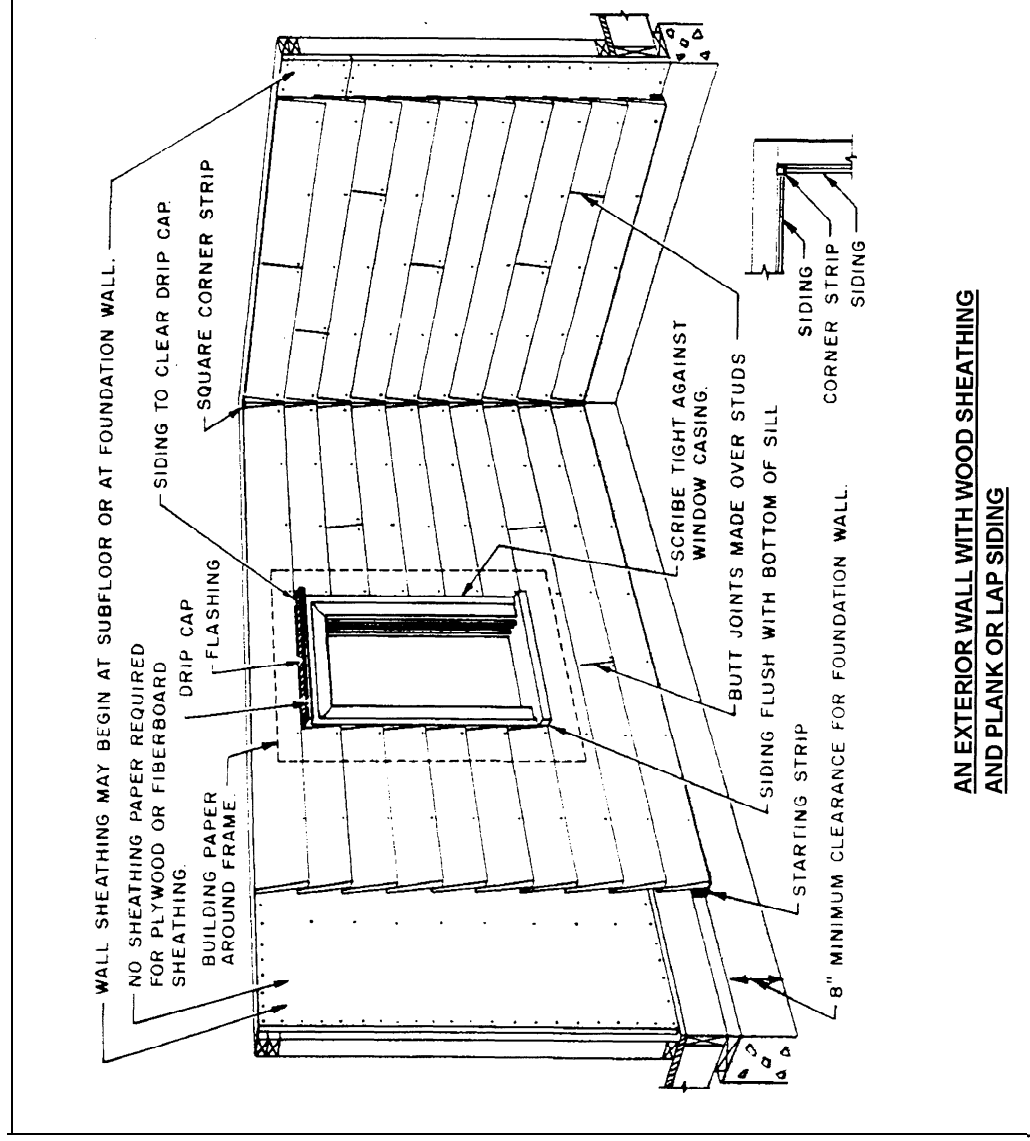 WALL SHEATHING MAY BEGIN AT SUBFLOOR OR AT FOUNDATION WALL.
NO SHEATHING PAPER REQUIRED
FOR PLYWOOD OR FIBERBOARD
SHEATHING.
SIDING TO CLEAR DRIP CAP.
DRIP CAP
SQUARE CORNER STRIP
BUILDING PAPER
AROUND FRAME
FLASHING
SCRIBE TIGHT AGAINST
WINDOW CASING.
BUTT JOINTS MADE OVER STUDS
SIDING FLUSH WITH BOTTOM OF SILL
STARTING STRIP
8" MINIMUM CLEARANCE FOR FOUNDATION WALL.
SIDING
CORNER STRIP
SIDING
AN EXTERIOR WALL WITH WOOD SHEATHING
AND PLANK OR LAP SIDING